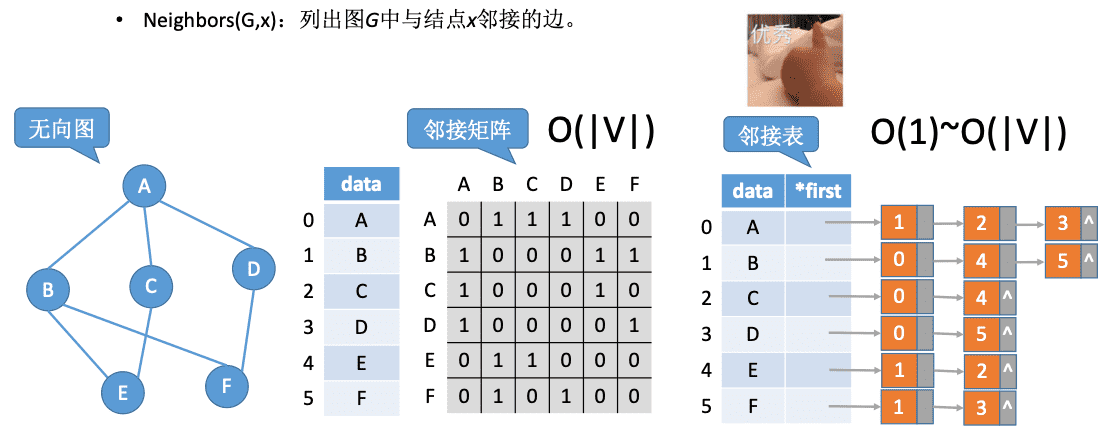 • Neighbors(G,x)：列出图G中与结点x邻接的边。
优秀
无向图
A
B
C
D
E
F
邻接矩阵
O(|V|)
data
0 A
1 B
2 C
3 D
4 E
5 F
A B C D E F
A 0 1 1 1 0 0
B 1 0 0 0 1 1
C 1 0 0 0 1 0
D 1 0 0 0 0 1
E 0 1 1 0 0 0
F 0 1 0 1 0 0
邻接表
O(1)~O(|V|)
data *first
0 A 1 2 3 ^
1 B 0 4 5 ^
2 C 0 4 ^
3 D 0 5 ^
4 E 1 2 ^
5 F 1 3 ^